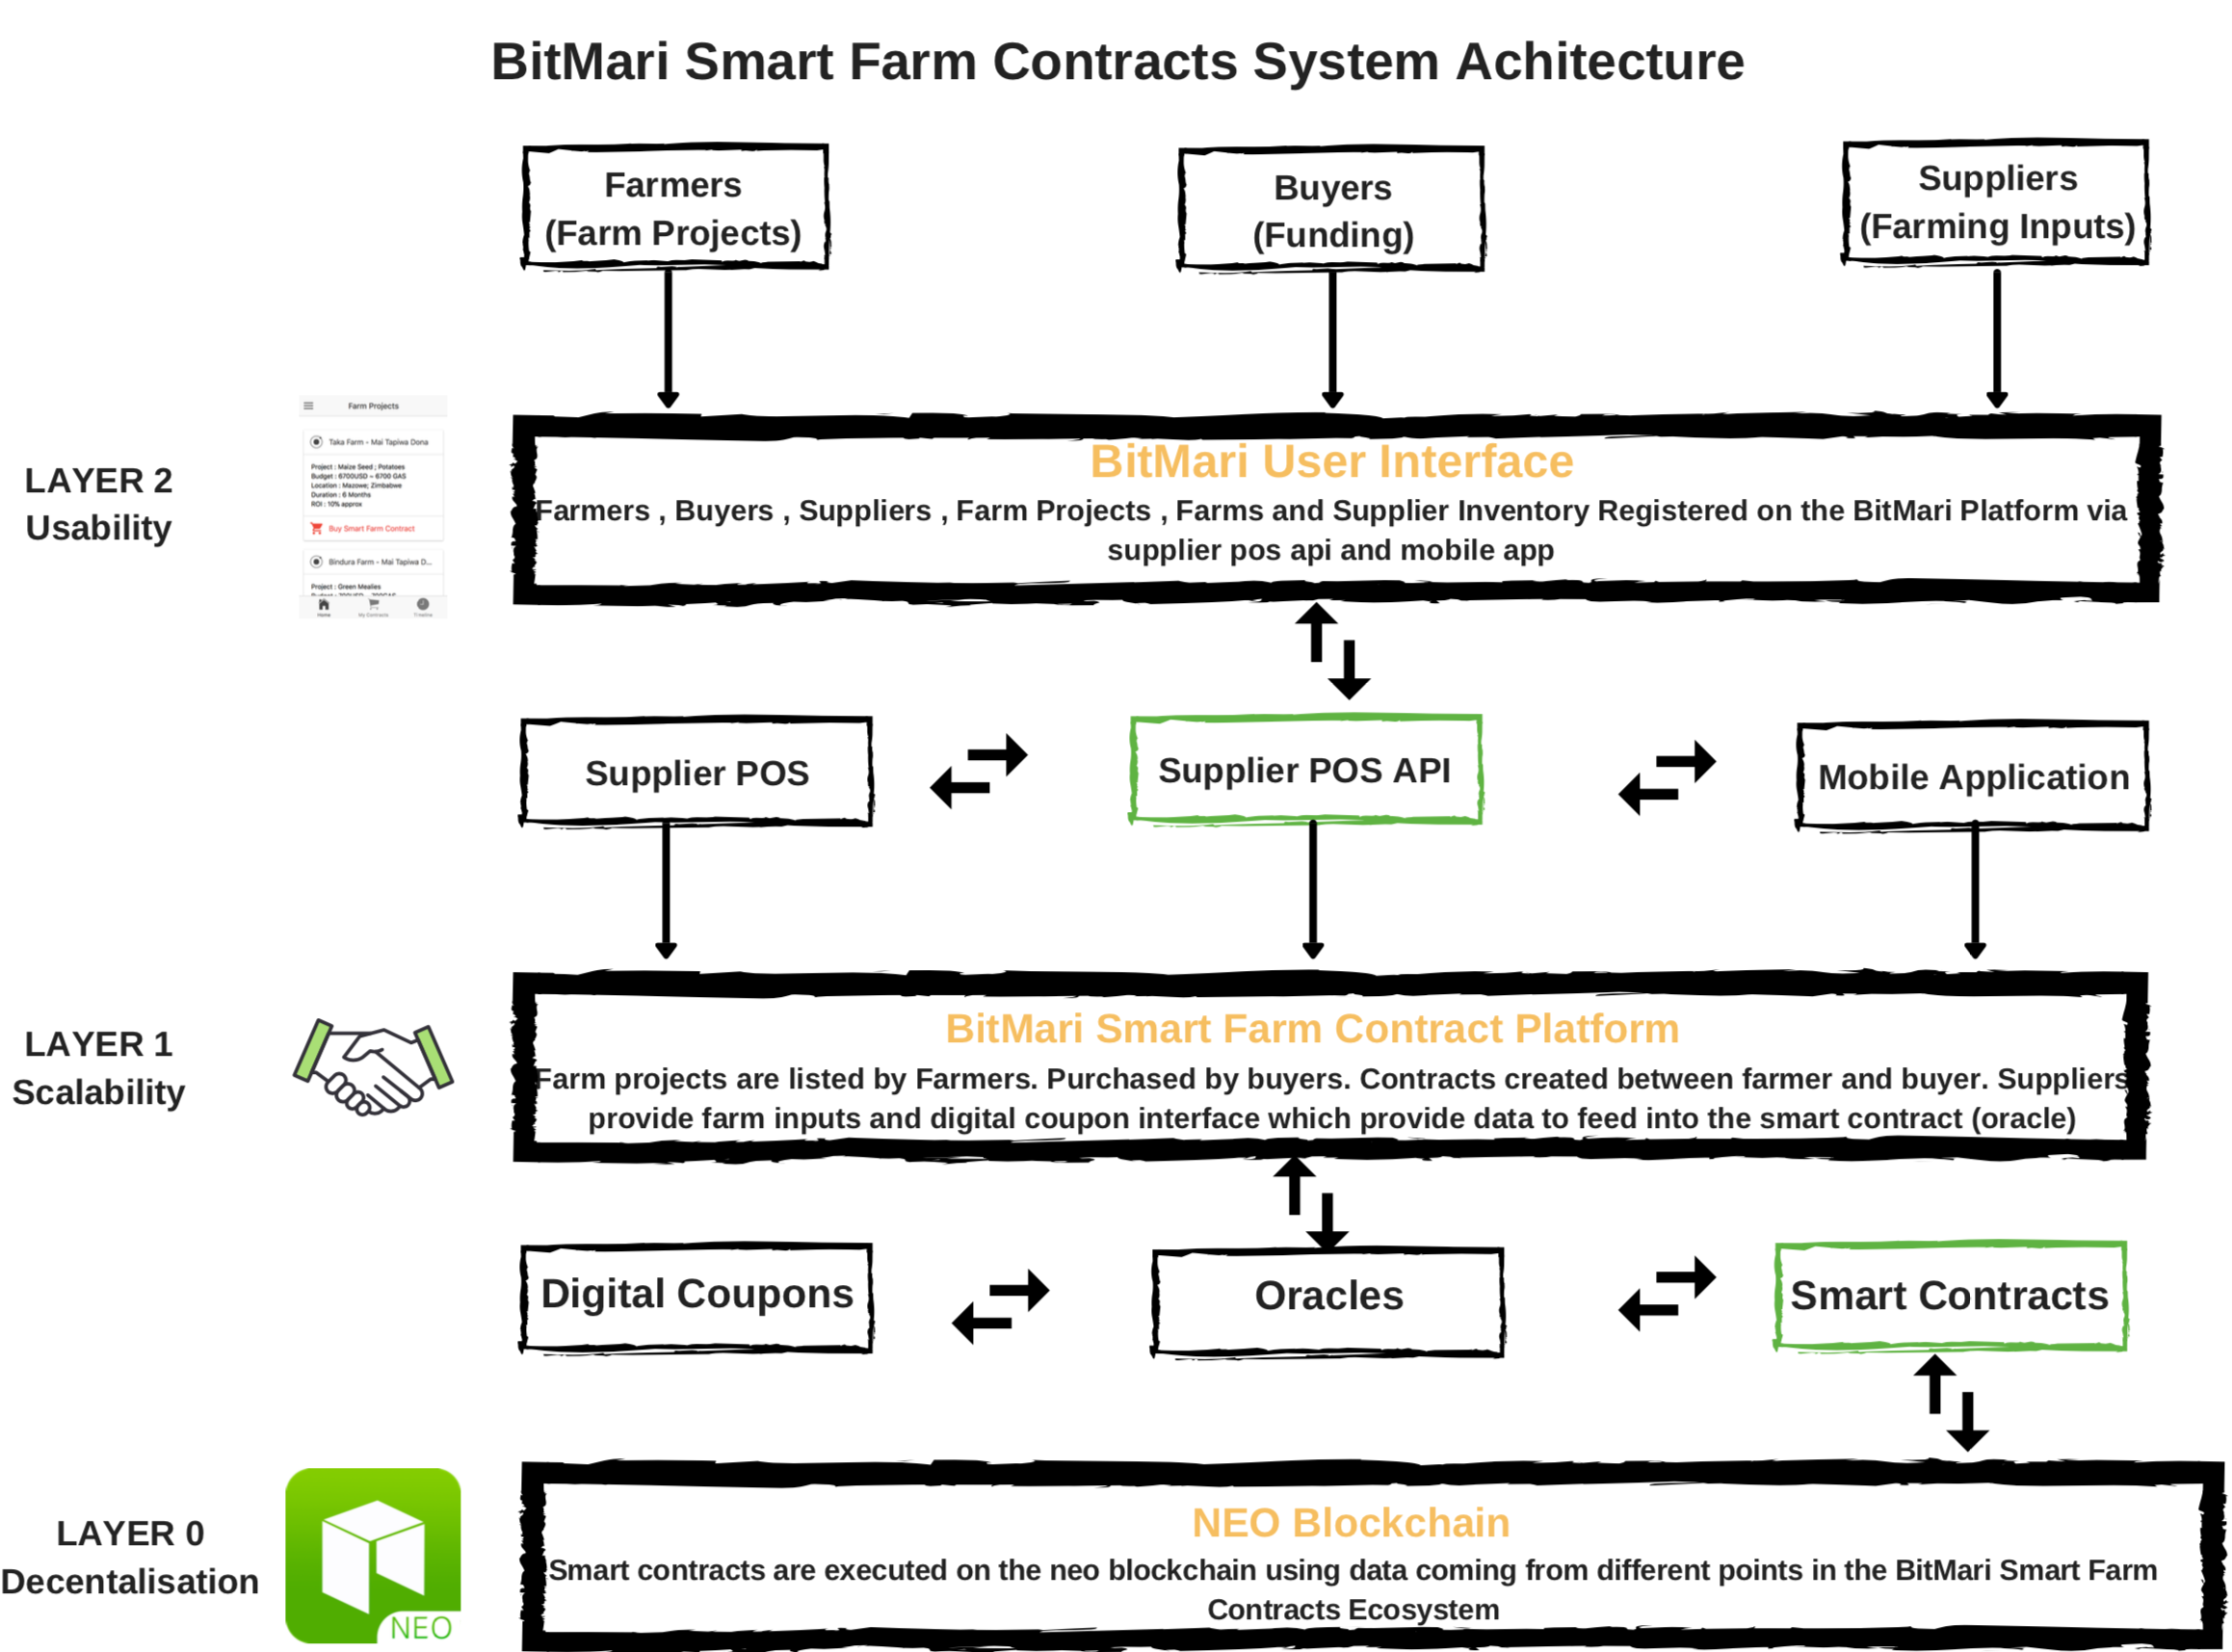 BitMari Smart Farm Contracts System Achitecture
Farmers
(Farm Projects)
Buyers
(Funding)
Suppliers
(Farming Inputs)
LAYER 2
Usability
Farm Projects
Taka Farm - Mai Tapiwa Dona
Project : Maize Seed ; Potatoes
Budget : 6700USD ~ 6700 GAS
Location : Mazowe; Zimbabwe
Duration : 6 Months
ROI : 10% approx
Buy Smart Farm Contract
Bindura Farm - Mai Tapiwa D...
Project : Green Mealies
Home
My Contracts
Timeline
BitMari User Interface
Farmers , Buyers , Suppliers , Farm Projects , Farms and Supplier Inventory Registered on the BitMari Platform via
supplier pos api and mobile app
Supplier POS
Supplier POS API
Mobile Application
LAYER 1
Scalability
BitMari Smart Farm Contract Platform
Farm projects are listed by Farmers. Purchased by buyers. Contracts created between farmer and buyer. Suppliers
provide farm inputs and digital coupon interface which provide data to feed into the smart contract (oracle)
Digital Coupons
Oracles
Smart Contracts
LAYER 0
Decentalisation
NEO
NEO Blockchain
Smart contracts are executed on the neo blockchain using data coming from different points in the BitMari Smart Farm
Contracts Ecosystem